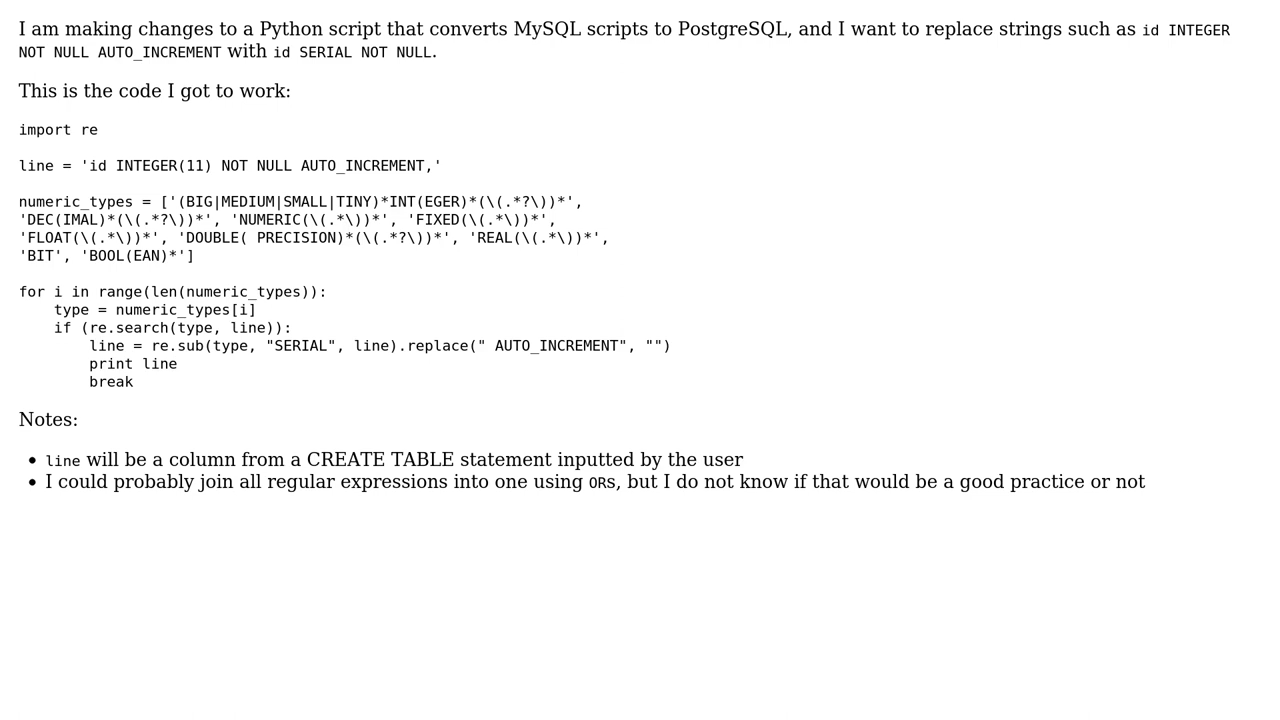 I am making changes to a Python script that converts MySQL scripts to PostgreSQL, and I want to replace strings such as id INTEGER
NOT NULL AUTO_INCREMENT with id SERIAL NOT NULL.
This is the code I got to work:
import re
line = 'id INTEGER(11) NOT NULL AUTO_INCREMENT,'
numeric_types = ['(BIG|MEDIUM|SMALL|TINY)*INT(EGER)*(\(.*?\))*',
'DEC(IMAL)*(\(.*?\))*', 'NUMERIC(\(.*\))*', 'FIXED(\(.*\))*',
'FLOAT(\(.*\))*', 'DOUBLE( PRECISION)*(\(.*?\))*', 'REAL(\(.*\))*',
'BIT', 'BOOL(EAN)*']
for i in range(len(numeric_types)):
    type = numeric_types[i]
    if (re.search(type, line)):
        line = re.sub(type, "SERIAL", line).replace(" AUTO_INCREMENT", "")
        print line
        break
Notes:
• line will be a column from a CREATE TABLE statement inputted by the user
• I could probably join all regular expressions into one using ORs, but I do not know if that would be a good practice or not